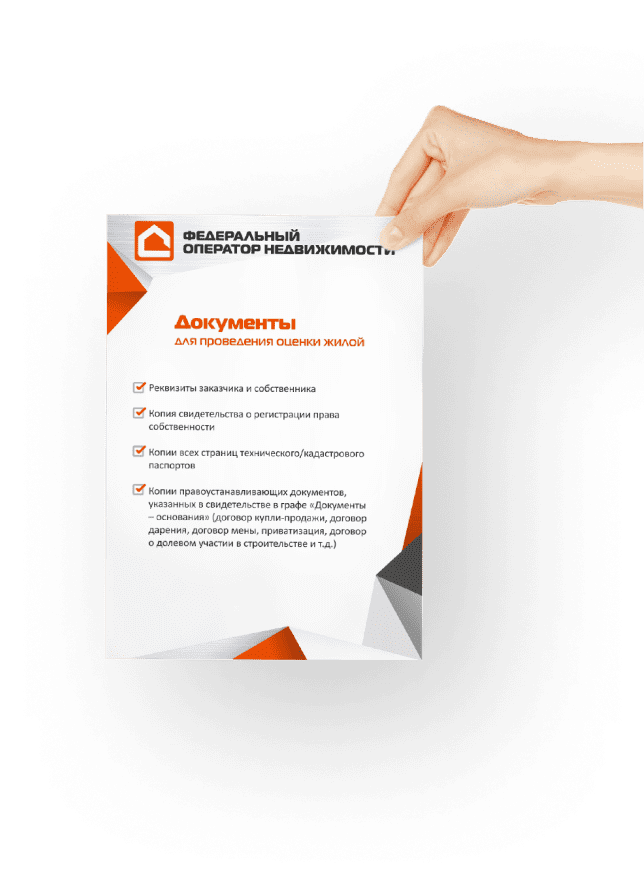 ФЕДЕРАЛЬНЫЙ
ОПЕРАТОР НЕДВИЖИМОСТИ
Документы
для проведения оценки жилой
Реквизиты заказчика и собственника
Копия свидетельства о регистрации права
собственности
Копии всех страниц технического/кадастрового
паспортов
Копии правоустанавливающих документов,
указанных в свидетельстве в графе «Документы
– основания» (договор купли-продажи, договор
дарения, договор мены, приватизация, договор
о долевом участии в строительстве и т.д.)